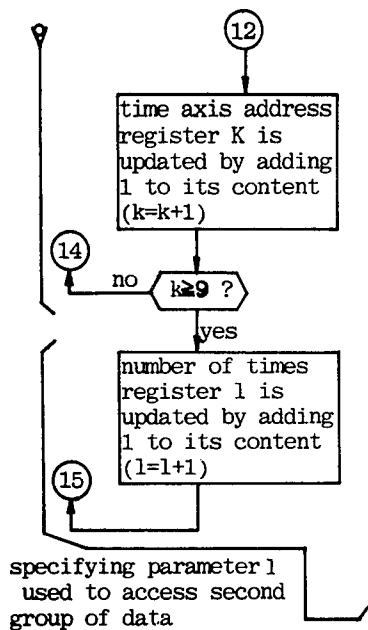 12
time axis address
register K is
updated by adding
1 to its content
(k=k+1)
14
no
k≥9 ?
yes
number of times
register l is
updated by adding
1 to its content
(l=l+1)
15
specifying parameter l
used to access second
group of data